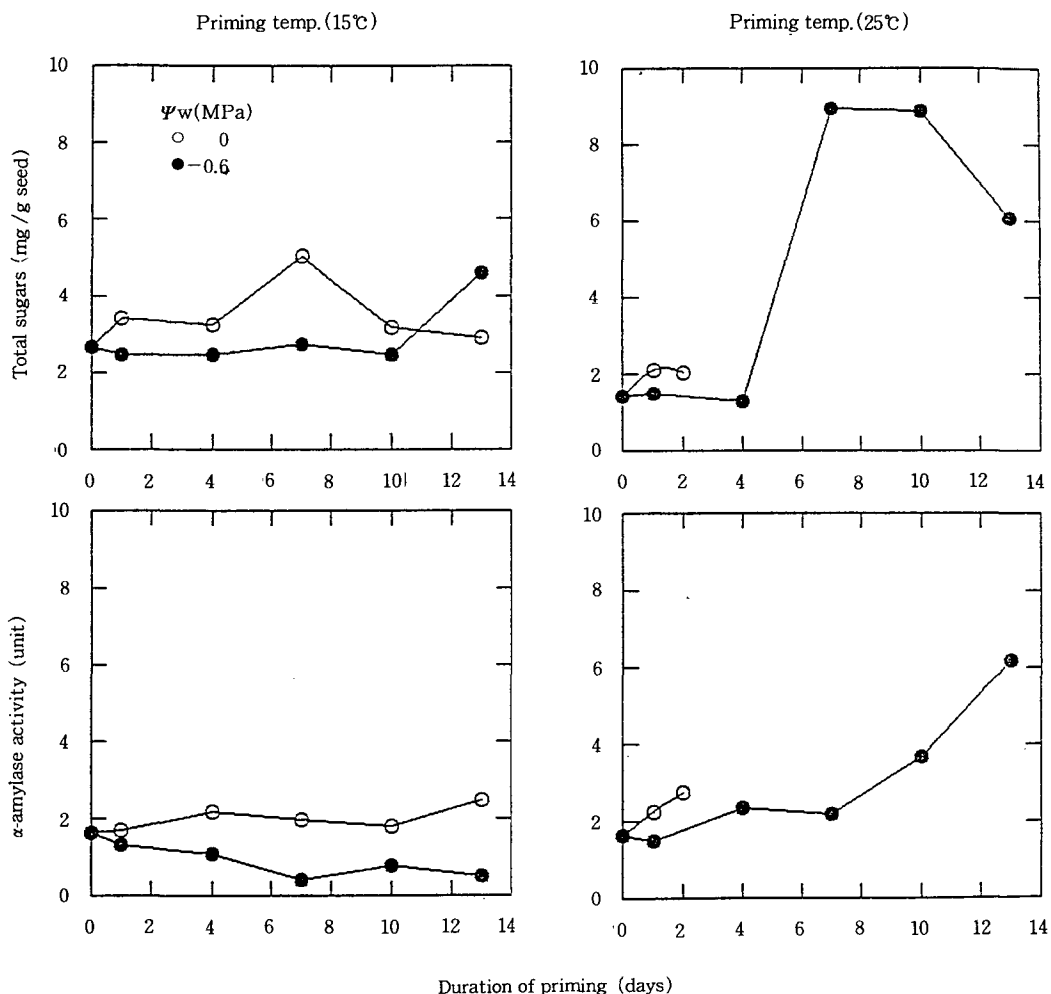 Priming temp.(15℃)
Priming temp.(25℃)
10
8
6
4
2
0
Total sugars (mg/g seed)
Ψw(MPa)
○ 0
●−0.6
0 2 4 6 8 10 12 14
10
8
6
4
2
0
0 2 4 6 8 10 12 14
10
8
6
4
2
0
α-amylase activity (unit)
0 2 4 6 8 10 12 14
10
8
6
4
2
0
0 2 4 6 8 10 12 14
Duration of priming (days)